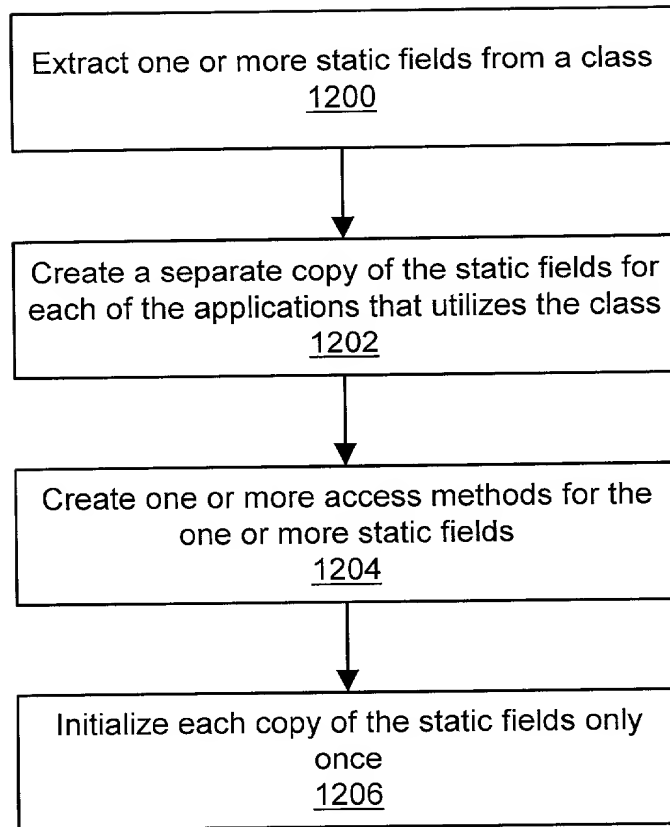 Extract one or more static fields from a class
1200
Create a separate copy of the static fields for
each of the applications that utilizes the class
1202
Create one or more access methods for the
one or more static fields
1204
Initialize each copy of the static fields only
once
1206